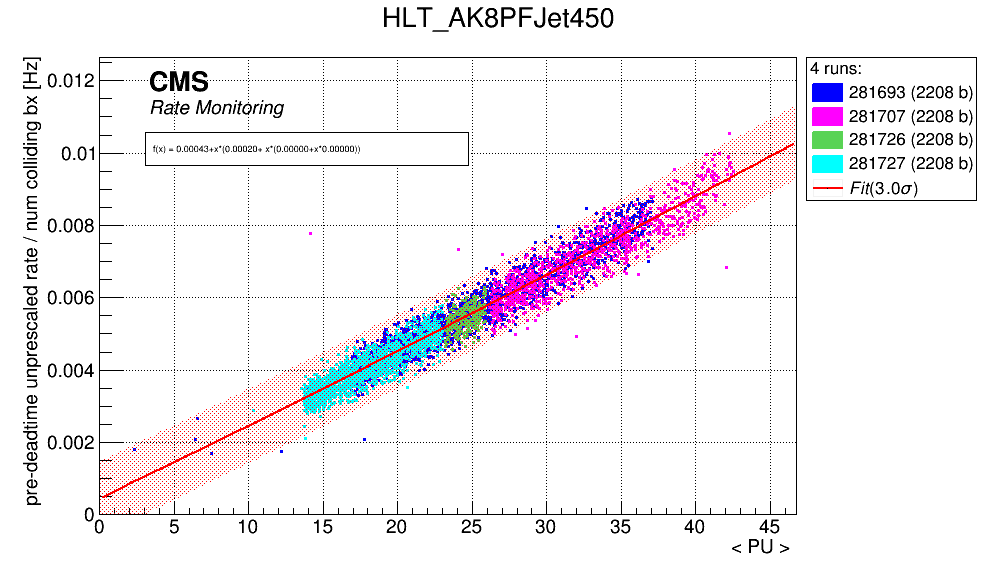 HLT_AK8PFJet450
pre-deadtime unprescaled rate / num colliding bx [Hz]
CMS
Rate Monitoring
f(x) = 0.00043+x*(0.00020+ x*(0.00000+x*0.00000))
0.012
0.01
0.008
0.006
0.004
0.002
0
0 5 10 15 20 25 30 35 40 45
< PU >
4 runs:
281693 (2208 b)
281707 (2208 b)
281726 (2208 b)
281727 (2208 b)
Fit(3.0σ)